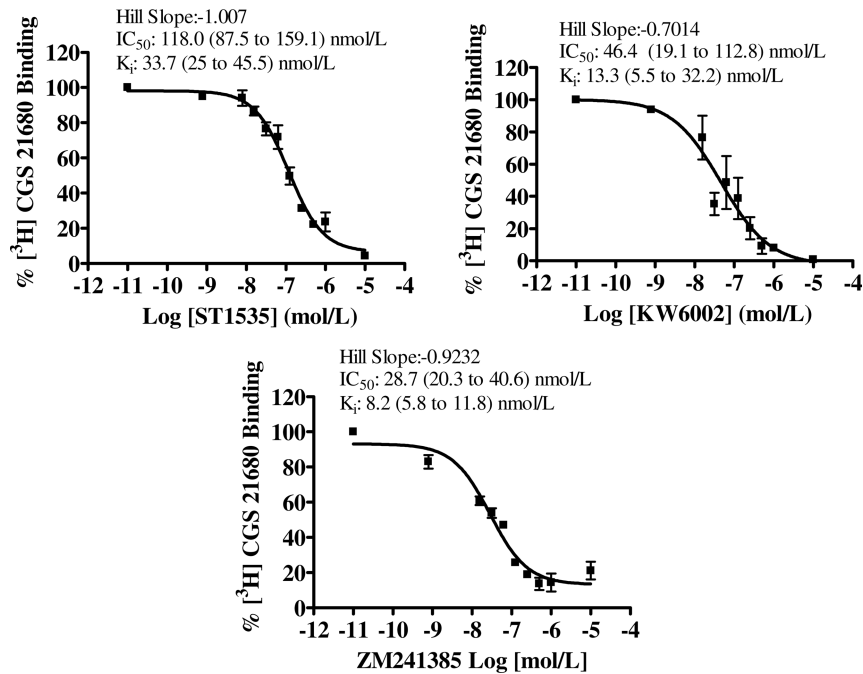 Hill Slope:-1.007
IC50: 118.0 (87.5 to 159.1) nmol/L
Ki: 33.7 (25 to 45.5) nmol/L
% [3H] CGS 21680 Binding
120
100
80
60
40
20
0
-12 -11 -10 -9 -8 -7 -6 -5 -4
Log [ST1535] (mol/L)
Hill Slope:-0.7014
IC50: 46.4 (19.1 to 112.8) nmol/L
Ki: 13.3 (5.5 to 32.2) nmol/L
% [3H] CGS 21680 Binding
120
100
80
60
40
20
0
-12 -11 -10 -9 -8 -7 -6 -5 -4
Log [KW6002] (mol/L)
Hill Slope:-0.9232
IC50: 28.7 (20.3 to 40.6) nmol/L
Ki: 8.2 (5.8 to 11.8) nmol/L
% [3H] CGS 21680 Binding
120
100
80
60
40
20
0
-12 -11 -10 -9 -8 -7 -6 -5 -4
ZM241385 Log [mol/L]